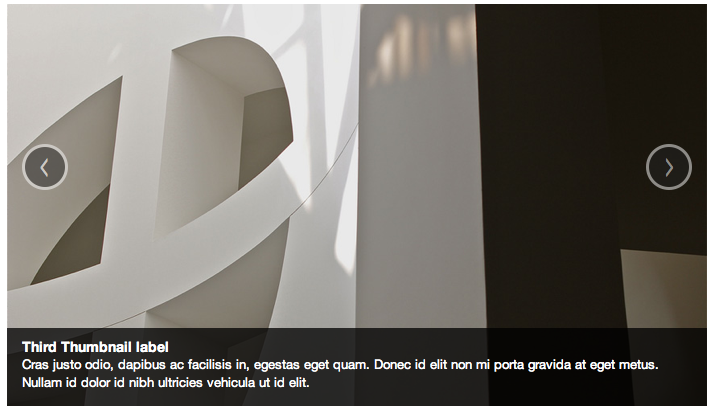 ‹
›
Third Thumbnail label
Cras justo odio, dapibus ac facilisis in, egestas eget quam. Donec id elit non mi porta gravida at eget metus.
Nullam id dolor id nibh ultricies vehicula ut id elit.